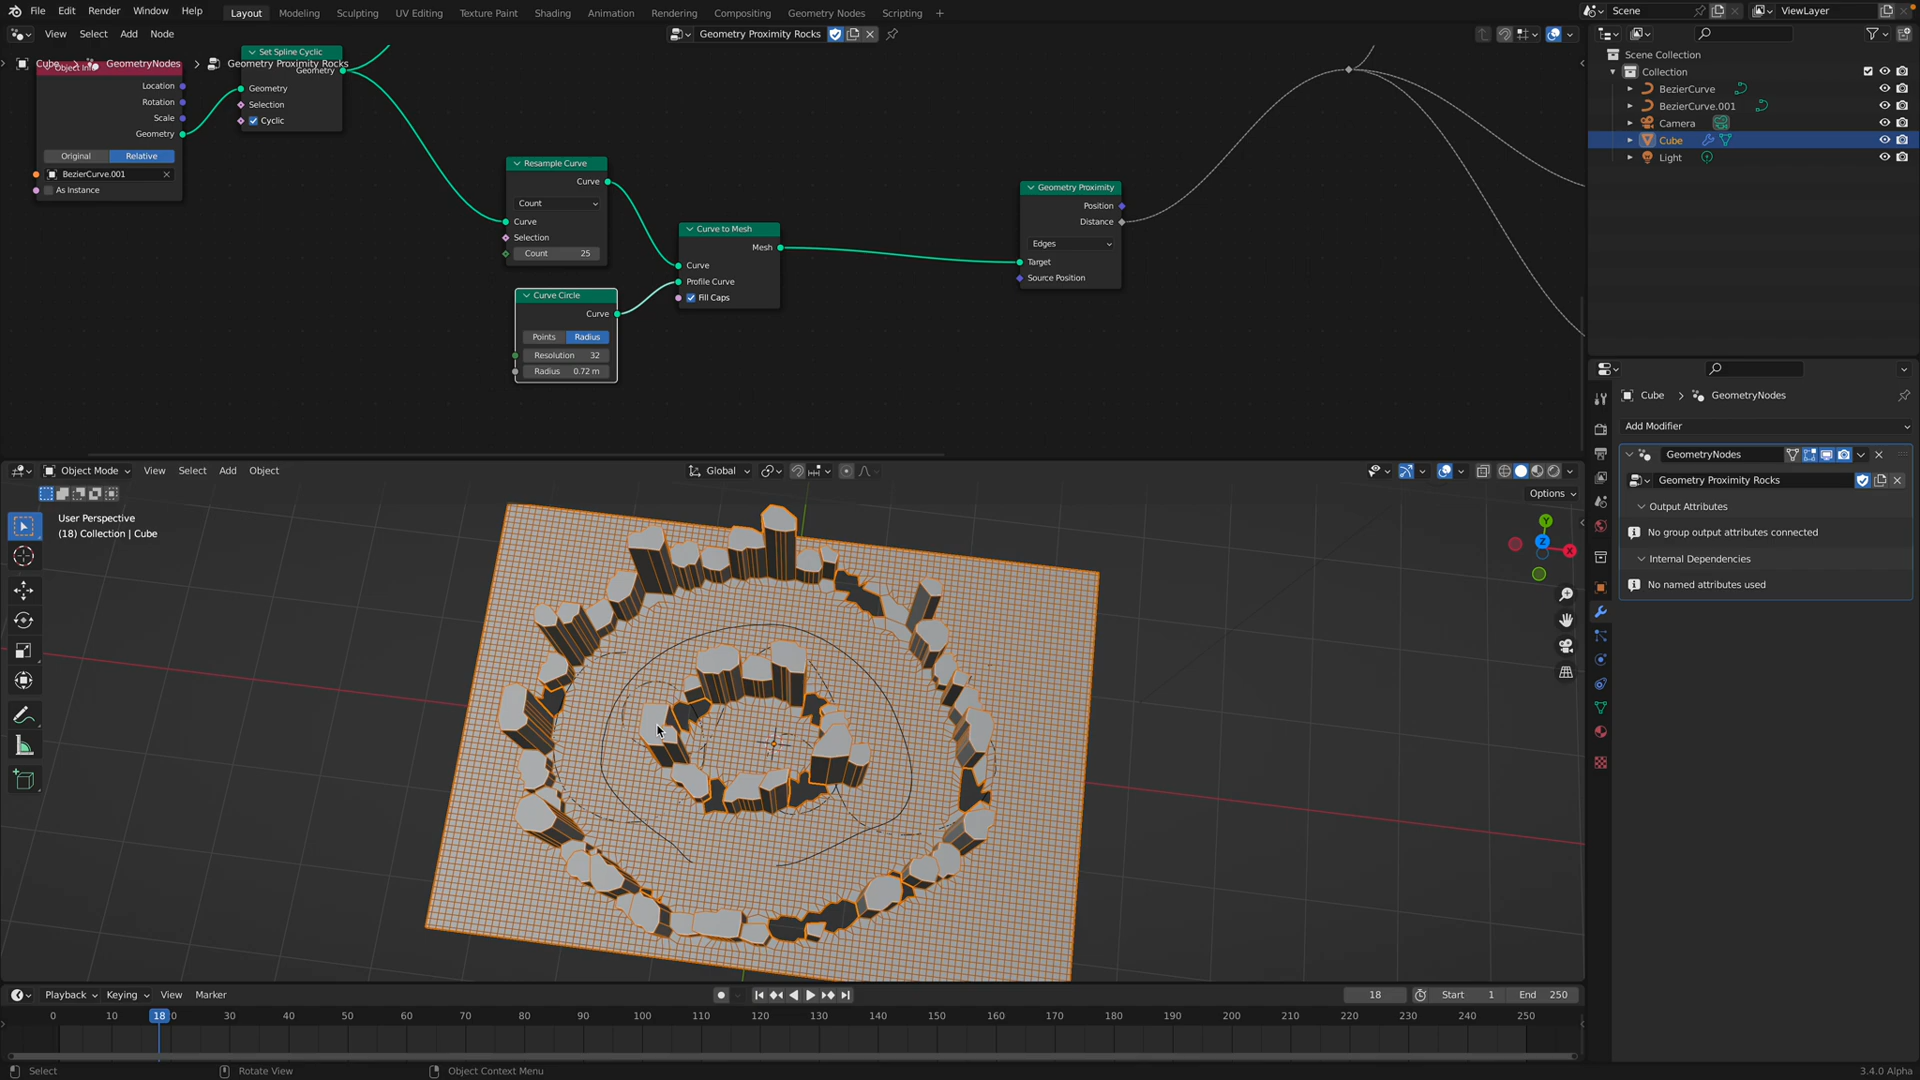 File Edit Render Window Help
Layout Modeling Sculpting UV Editing Texture Paint Shading Animation Rendering Compositing Geometry Nodes Scripting +
Scene
ViewLayer
View Select Add Node
Geometry Proximity Rocks
Cube > GeometryNodes > Geometry Proximity Rocks
Location
Rotation
Scale
Geometry
Original Relative
BezierCurve.001
As Instance
Set Spline Cyclic
Geometry
Geometry
Selection
Cyclic
Resample Curve
Curve
Count
Curve
Selection
Count 25
Curve Circle
Curve
Points Radius
Resolution 32
Radius 0.72 m
Curve to Mesh
Mesh
Curve
Profile Curve
Fill Caps
Geometry Proximity
Position
Distance
Edges
Target
Source Position
Scene Collection
Collection
BezierCurve
BezierCurve.001
Camera
Cube
Light
Cube > GeometryNodes
Add Modifier
GeometryNodes
Geometry Proximity Rocks
Output Attributes
No group output attributes connected
Internal Dependencies
No named attributes used
Object Mode View Select Add Object
Global
Options
User Perspective
(18) Collection | Cube
Y
Z
X
Playback Keying View Marker
18
Start 1
End 250
0 10 18 20 30 40 50 60 70 80 90 100 110 120 130 140 150 160 170 180 190 200 210 220 230 240 250
Select
Rotate View
Object Context Menu
3.4.0 Alpha